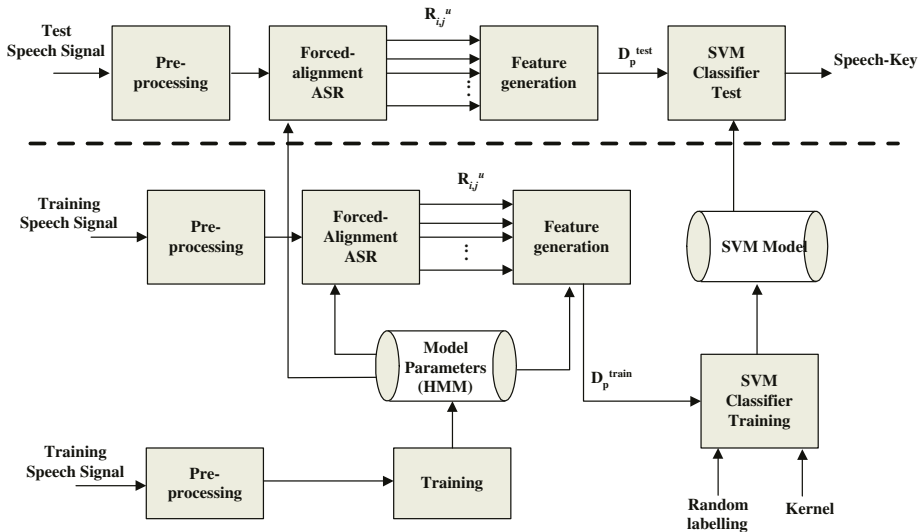 Test
Speech Signal
Pre-
processing
Forced-
alignment
ASR
R_{i,j}^u
Feature
generation
D_p^{test}
SVM
Classifier
Test
Speech-Key
Training
Speech Signal
Pre-
processing
Forced-
Alignment
ASR
R_{i,j}^u
Feature
generation
SVM Model
Model
Parameters
(HMM)
D_p^{train}
SVM
Classifier
Training
Training
Speech Signal
Pre-
processing
Training
Random
labelling
Kernel